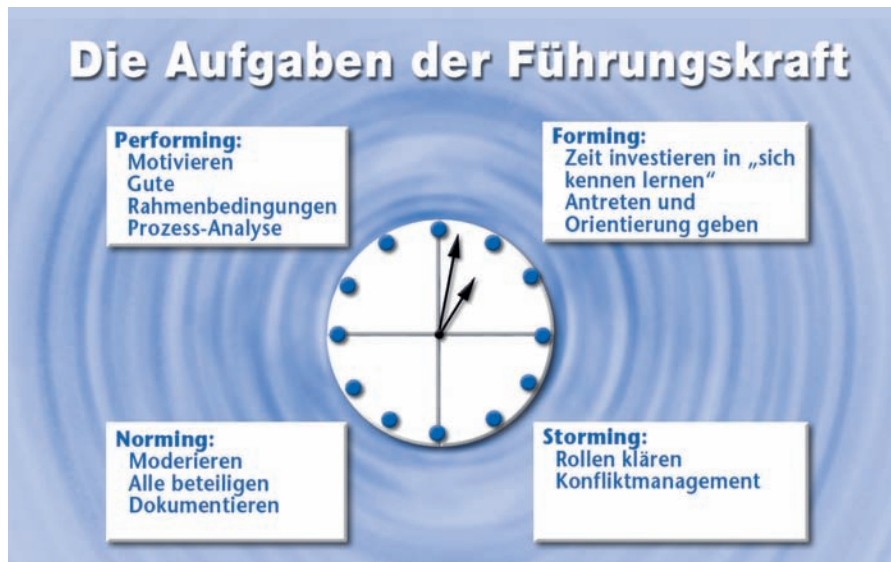 Die Aufgaben der Führungskraft
Performing:
Motivieren
Gute
Rahmenbedingungen
Prozess-Analyse
Forming:
Zeit investieren in „sich
kennen lernen“
Antreten und
Orientierung geben
Norming:
Moderieren
Alle beteiligen
Dokumentieren
Storming:
Rollen klären
Konfliktmanagement